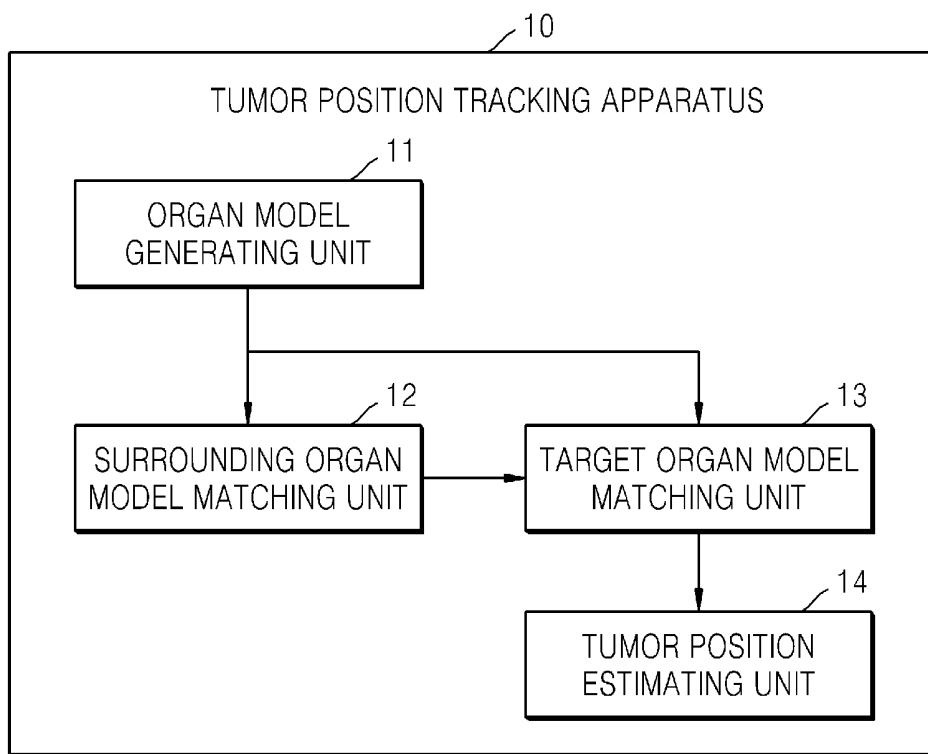 10
TUMOR POSITION TRACKING APPARATUS
11
ORGAN MODEL
GENERATING UNIT
12
SURROUNDING ORGAN
MODEL MATCHING UNIT
13
TARGET ORGAN MODEL
MATCHING UNIT
14
TUMOR POSITION
ESTIMATING UNIT